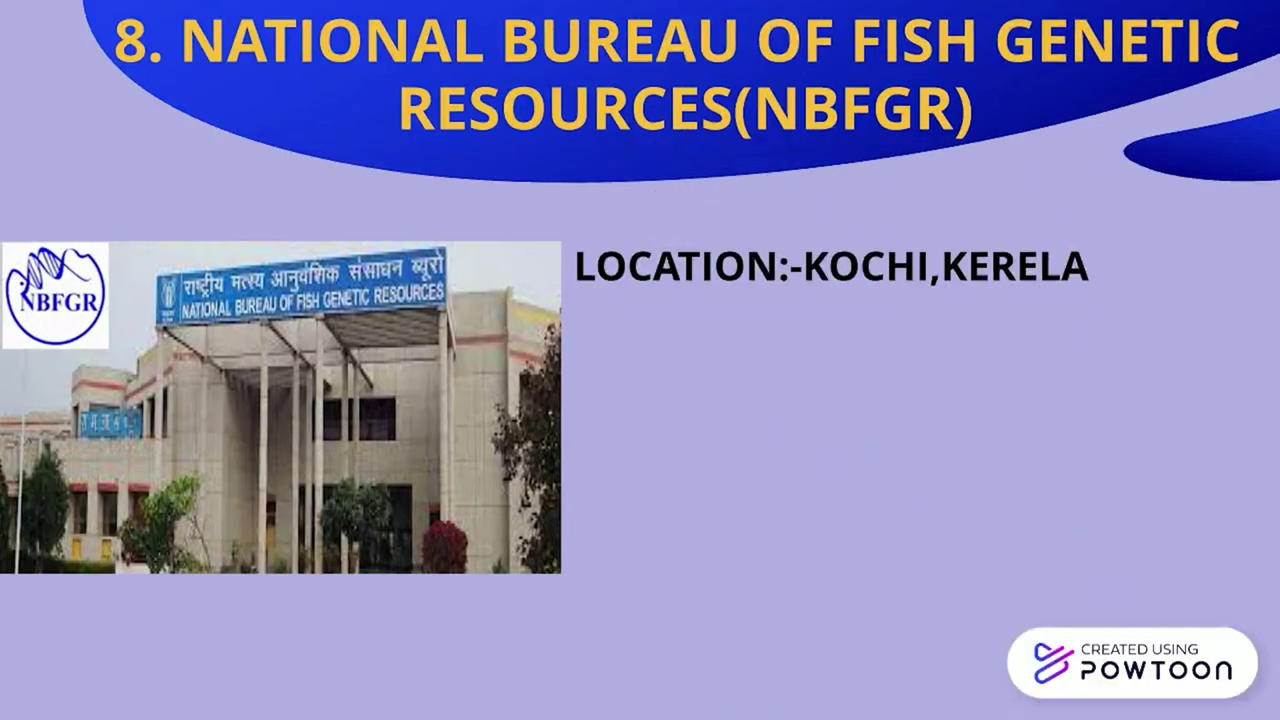 8. NATIONAL BUREAU OF FISH GENETIC
RESOURCES(NBFGR)
NBFGR
राष्ट्रीय मत्स्य आनुवंशिक संसाधन ब्यूरो
NATIONAL BUREAU OF FISH GENETIC RESOURCES
LOCATION:-KOCHI,KERELA
CREATED USING
POWTOON